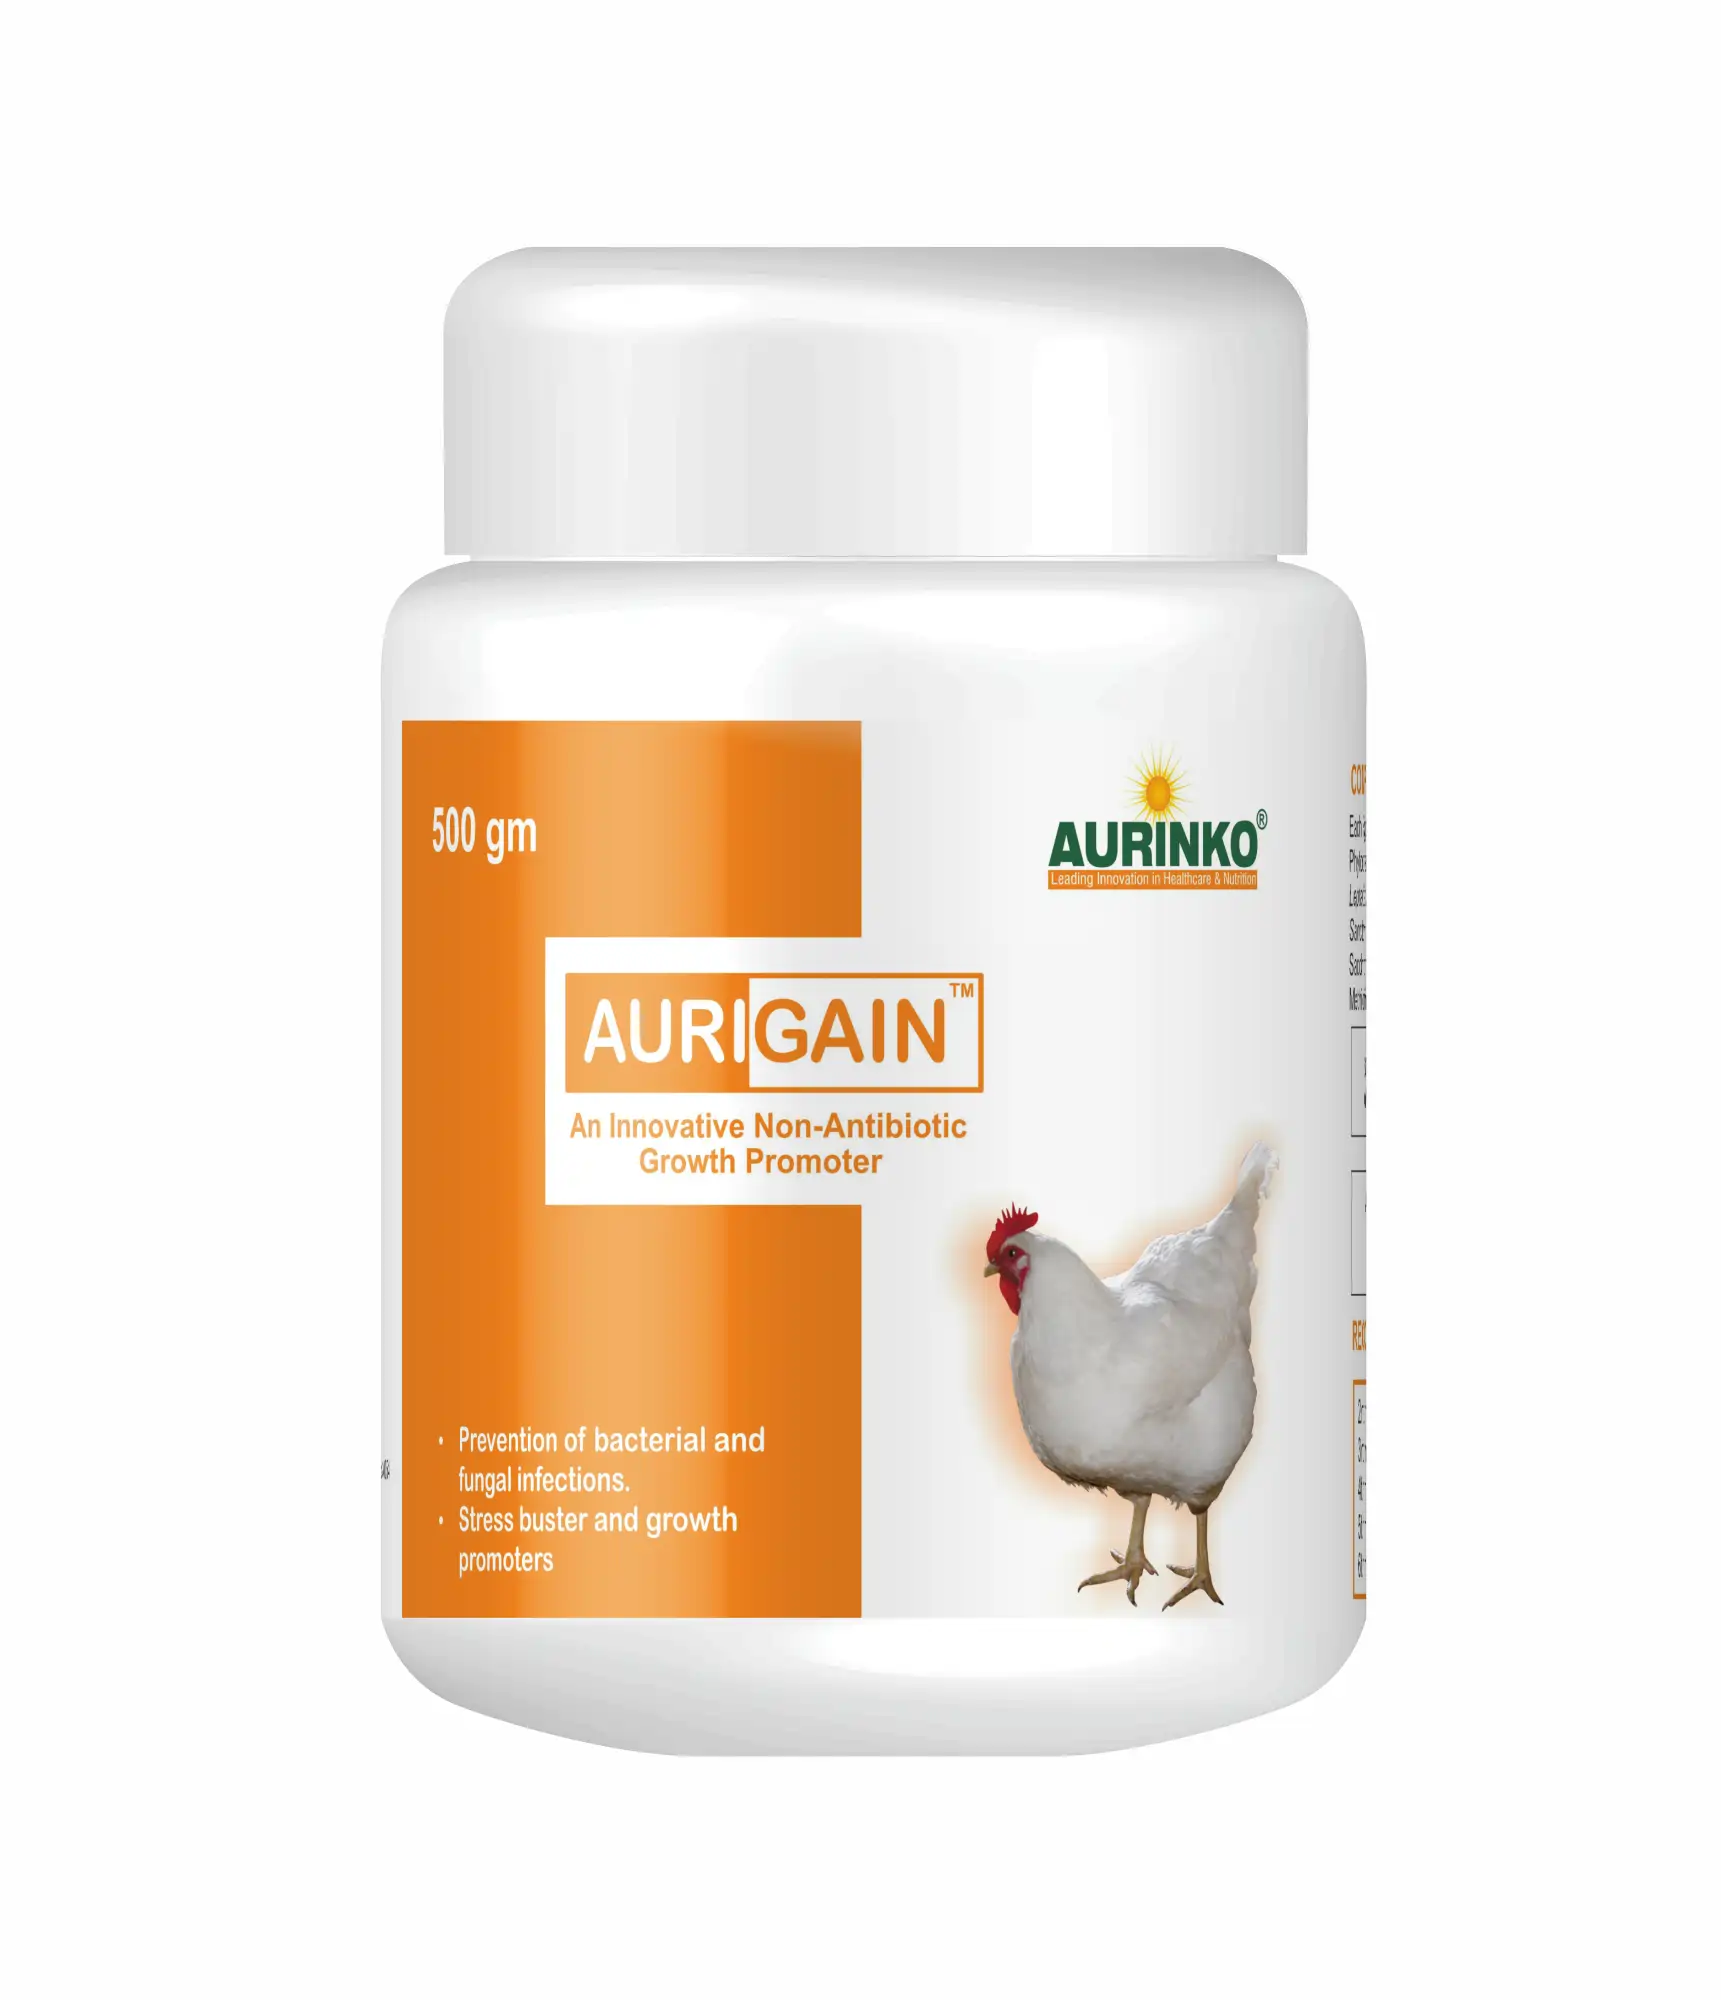 500 gm
AURINKO®
Leading Innovation in Healthcare & Nutrition
AURIGAIN™
An Innovative Non-Antibiotic
Growth Promoter
• Prevention of bacterial and
fungal infections.
• Stress buster and growth
promoters